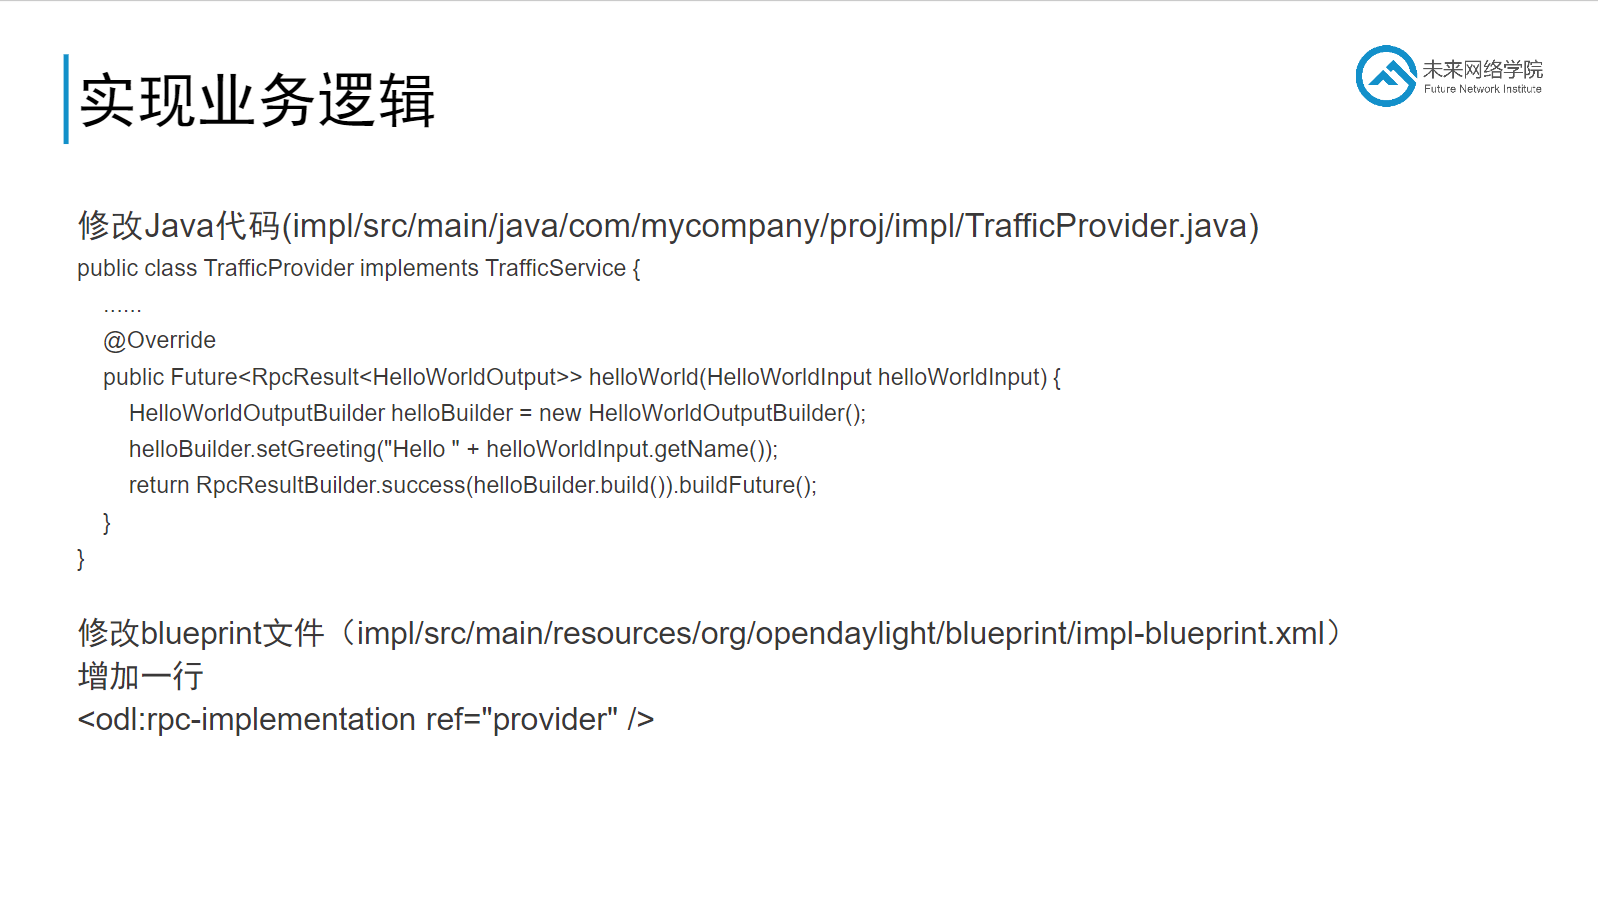 实现业务逻辑
未来网络学院
Future Network Institute
修改Java代码(impl/src/main/java/com/mycompany/proj/impl/TrafficProvider.java)
public class TrafficProvider implements TrafficService {
......
@Override
public Future<RpcResult<HelloWorldOutput>> helloWorld(HelloWorldInput helloWorldInput) {
HelloWorldOutputBuilder helloBuilder = new HelloWorldOutputBuilder();
helloBuilder.setGreeting("Hello " + helloWorldInput.getName());
return RpcResultBuilder.success(helloBuilder.build()).buildFuture();
}
}
修改blueprint文件（impl/src/main/resources/org/opendaylight/blueprint/impl-blueprint.xml）
增加一行
<odl:rpc-implementation ref="provider" />